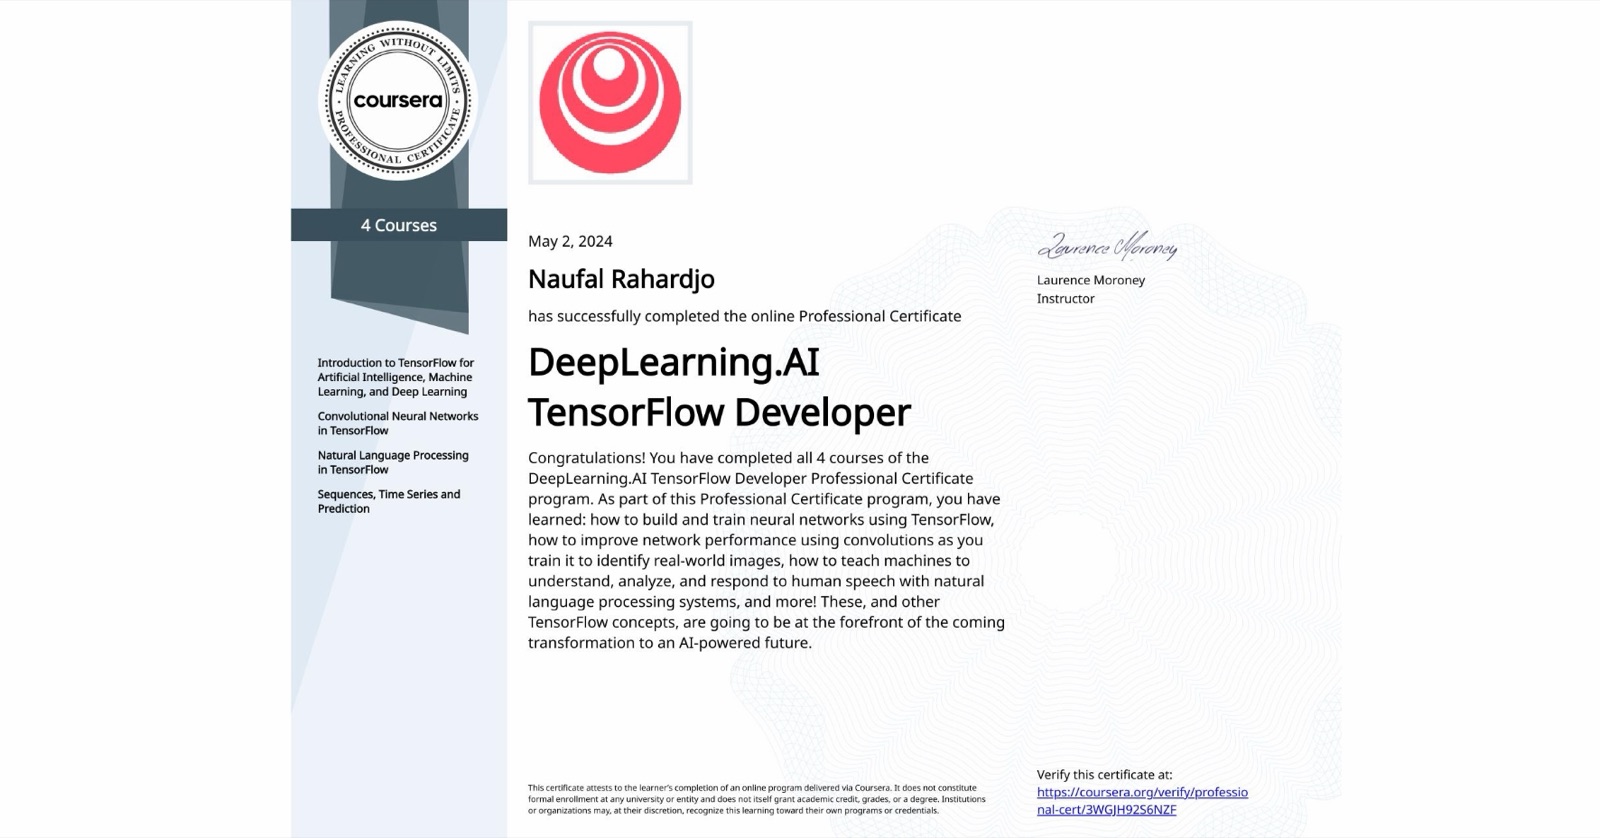 LEARNING WITHOUT LIMITS
coursera
PROFESSIONAL CERTIFICATE
4 Courses
Introduction to TensorFlow for
Artificial Intelligence, Machine
Learning, and Deep Learning
Convolutional Neural Networks
in TensorFlow
Natural Language Processing
in TensorFlow
Sequences, Time Series and
Prediction
May 2, 2024
Naufal Rahardjo
has successfully completed the online Professional Certificate
DeepLearning.AI
TensorFlow Developer
Congratulations! You have completed all 4 courses of the
DeepLearning.AI TensorFlow Developer Professional Certificate
program. As part of this Professional Certificate program, you have
learned: how to build and train neural networks using TensorFlow,
how to improve network performance using convolutions as you
train it to identify real-world images, how to teach machines to
understand, analyze, and respond to human speech with natural
language processing systems, and more! These, and other
TensorFlow concepts, are going to be at the forefront of the coming
transformation to an AI-powered future.
Laurence Moroney
Laurence Moroney
Instructor
This certificate attests to the learner's completion of an online program delivered via Coursera. It does not constitute
formal enrollment at any university or entity and does not itself grant academic credit, grades, or a degree. Institutions
or organizations may, at their discretion, recognize this learning toward their own programs or credentials.
Verify this certificate at:
https://coursera.org/verify/professio
nal-cert/3WGJH92S6NZF